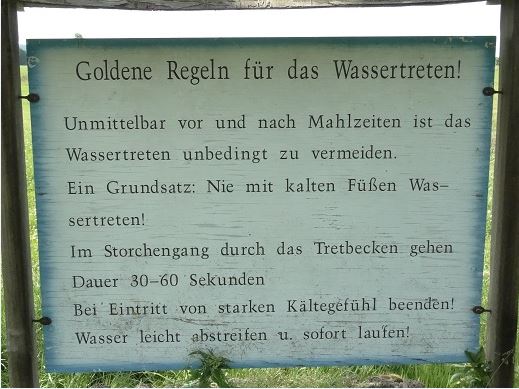 Goldene Regeln für das Wassertreten!
Unmittelbar vor und nach Mahlzeiten ist das
Wassertreten unbedingt zu vermeiden.
Ein Grundsatz: Nie mit kalten Füßen Was-
sertreten!
Im Storchengang durch das Tretbecken gehen
Dauer 30-60 Sekunden
Bei Eintritt von starken Kältegefühl beenden!
Wasser leicht abstreifen u. sofort laufen!